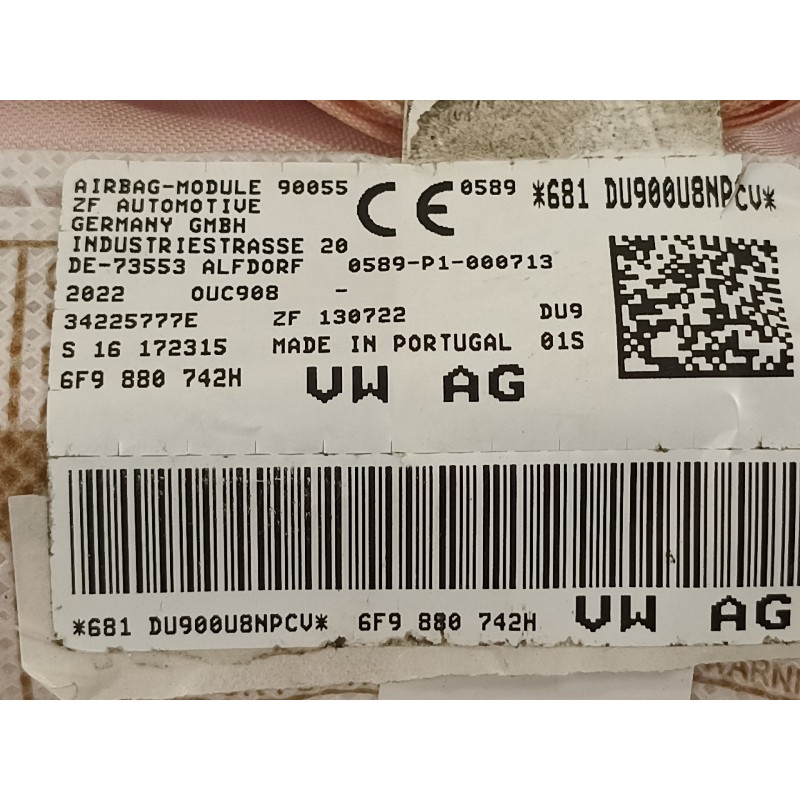 AIRBAG-MODULE 90055 CE 0589 *681 DU900U8NPCV*
ZF AUTOMOTIVE
GERMANY GMBH
INDUSTRIESTRASSE 20
DE-73553 ALFDORF 0589-P1-000713
2022 OUC908 -
34225777E ZF 130722 DU9
S 16 172315 MADE IN PORTUGAL 01S
6F9 880 742H VW AG
*681 DU900U8NPCV* 6F9 880 742H VW AG